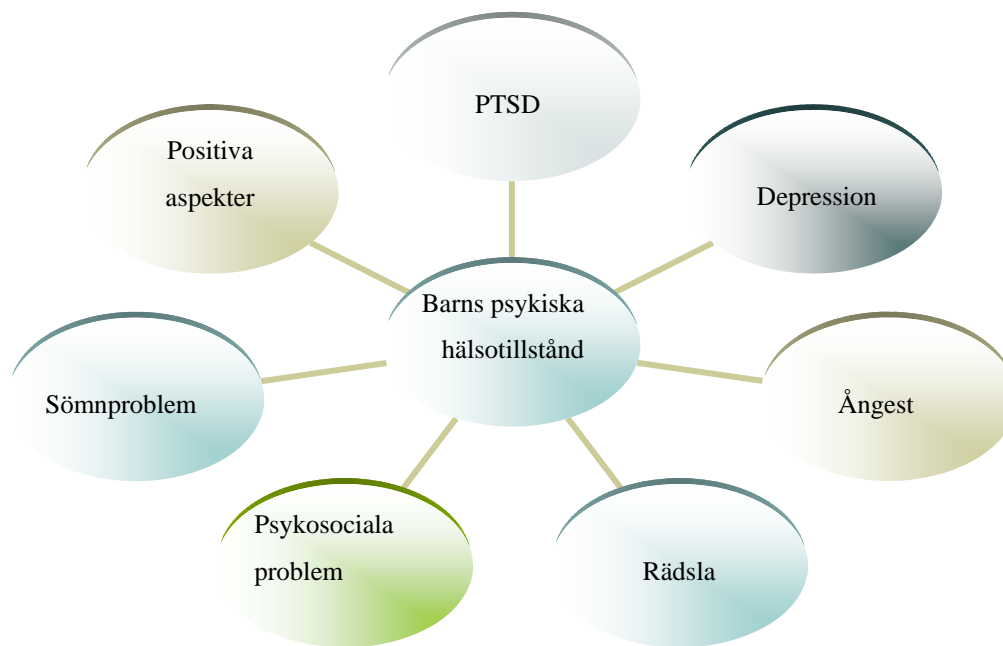 PTSD
Positiva
aspekter
Depression
Barns psykiska
hälsotillstånd
Sömnproblem
Ångest
Psykosociala
problem
Rädsla